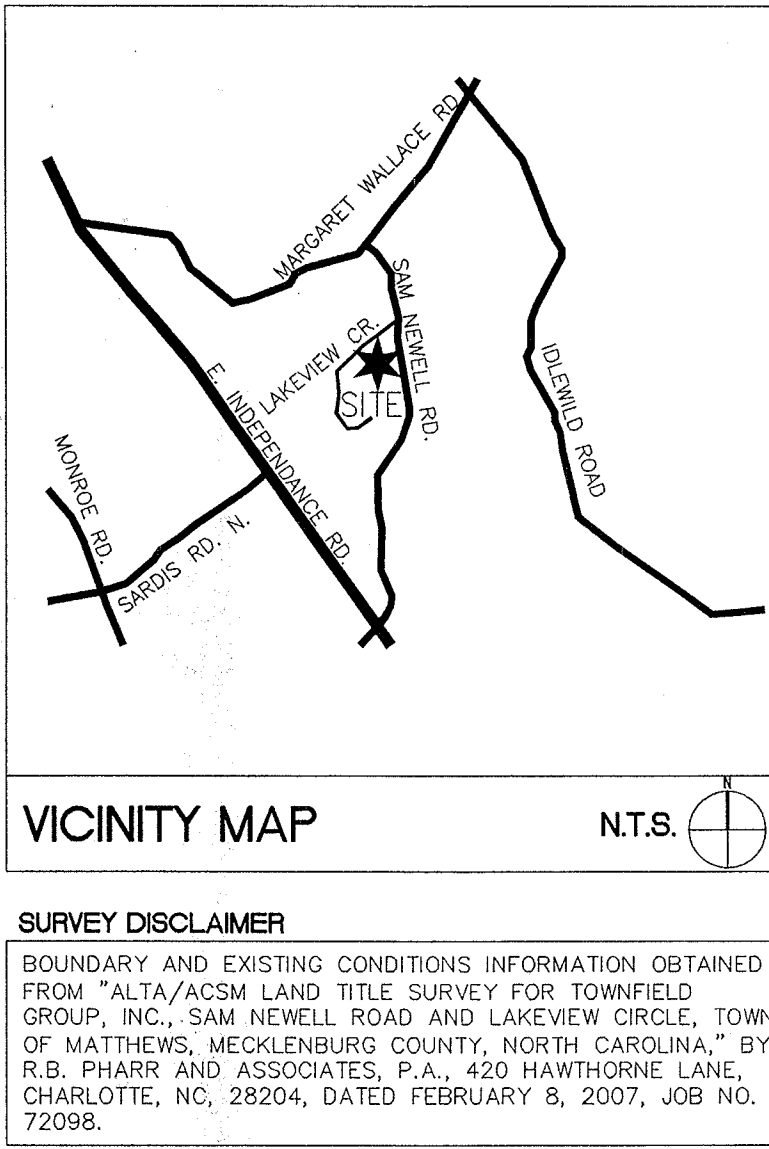 MARGARET WALLACE RD.
SAM NEWELL RD.
LAKEVIEW CR.
SITE
E. INDEPENDANCE RD.
IDLEWILD ROAD
MONROE RD.
SARDIS RD. N.
VICINITY MAP
N.T.S.
N
SURVEY DISCLAIMER
BOUNDARY AND EXISTING CONDITIONS INFORMATION OBTAINED
FROM "ALTA/ACSM LAND TITLE SURVEY FOR TOWNFIELD
GROUP, INC., SAM NEWELL ROAD AND LAKEVIEW CIRCLE, TOWN
OF MATTHEWS, MECKLENBURG COUNTY, NORTH CAROLINA," BY
R.B. PHARR AND ASSOCIATES, P.A., 420 HAWTHORNE LANE,
CHARLOTTE, NC, 28204, DATED FEBRUARY 8, 2007, JOB NO.
72098.